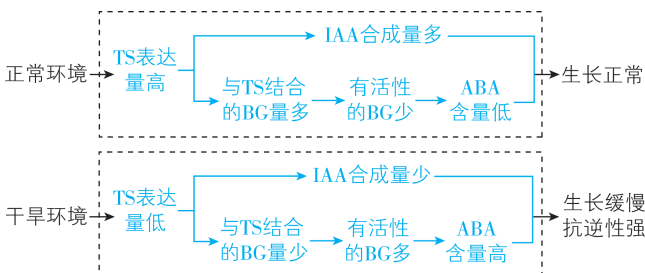 正常环境
TS表达
量高
IAA合成量多
与TS结合
的BG量多
有活性
的BG少
ABA
含量低
生长正常
干旱环境
TS表达
量低
IAA合成量少
与TS结合
的BG量少
有活性
的BG多
ABA
含量高
生长缓慢
抗逆性强